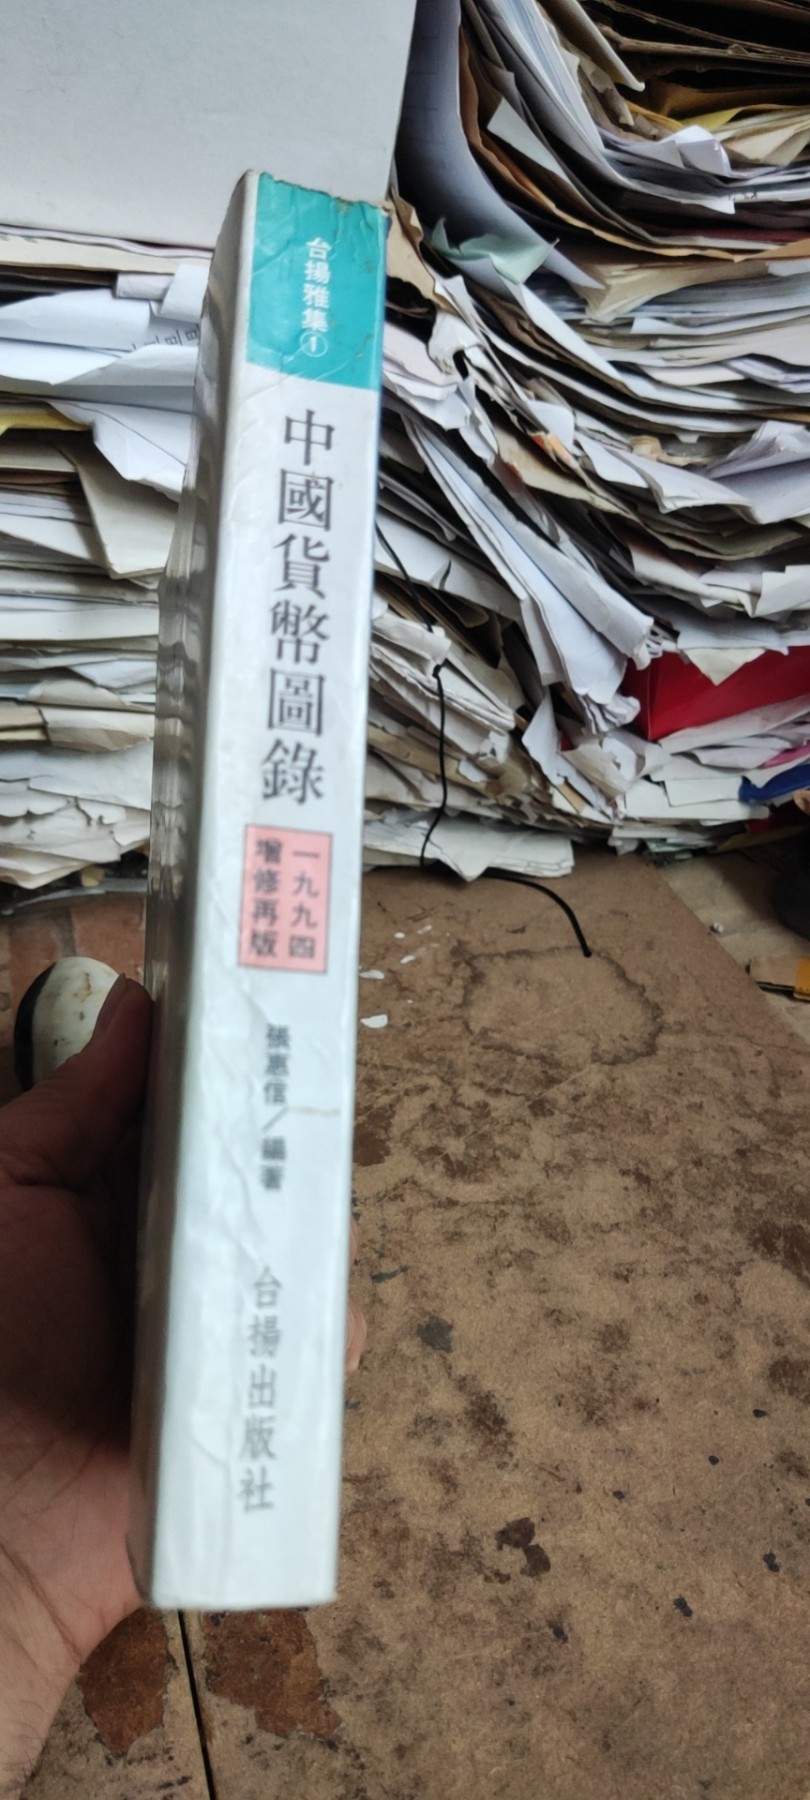 台揚雅集①
中國貨幣圖錄
一九九四
增修再版
張惠信／編著
台揚出版社